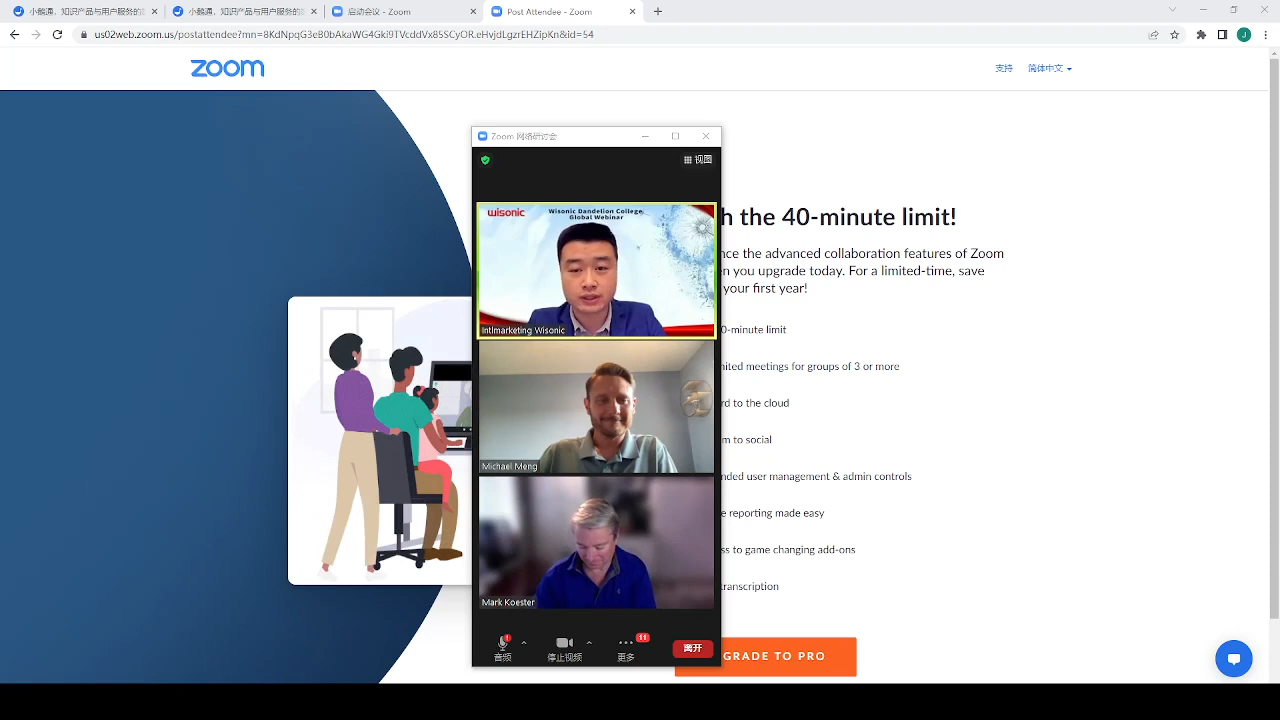 小鹅通，知识产品与用户服务的
小鹅通，知识产品与用户服务的
启动会议 - Zoom
Post Attendee - Zoom
us02web.zoom.us/postattendee?mn=8KdNpqG3eB0bAkaWG4Gki9TVcddVx85SCyOR.eHvjdLgzrEHZipKn&id=54
J
zoom
支持
简体中文
Zoom 网络研讨会
视图
wisonic
Wisonic Dandelion College
Global Webinar
Intlmarketing Wisonic
Michael Meng
Mark Koester
音频
停止视频
11
更多
离开
h the 40-minute limit!
nce the advanced collaboration features of Zoom
n you upgrade today. For a limited-time, save
your first year!
0-minute limit
ited meetings for groups of 3 or more
rd to the cloud
m to social
nded user management & admin controls
e reporting made easy
ss to game changing add-ons
transcription
GRADE TO PRO